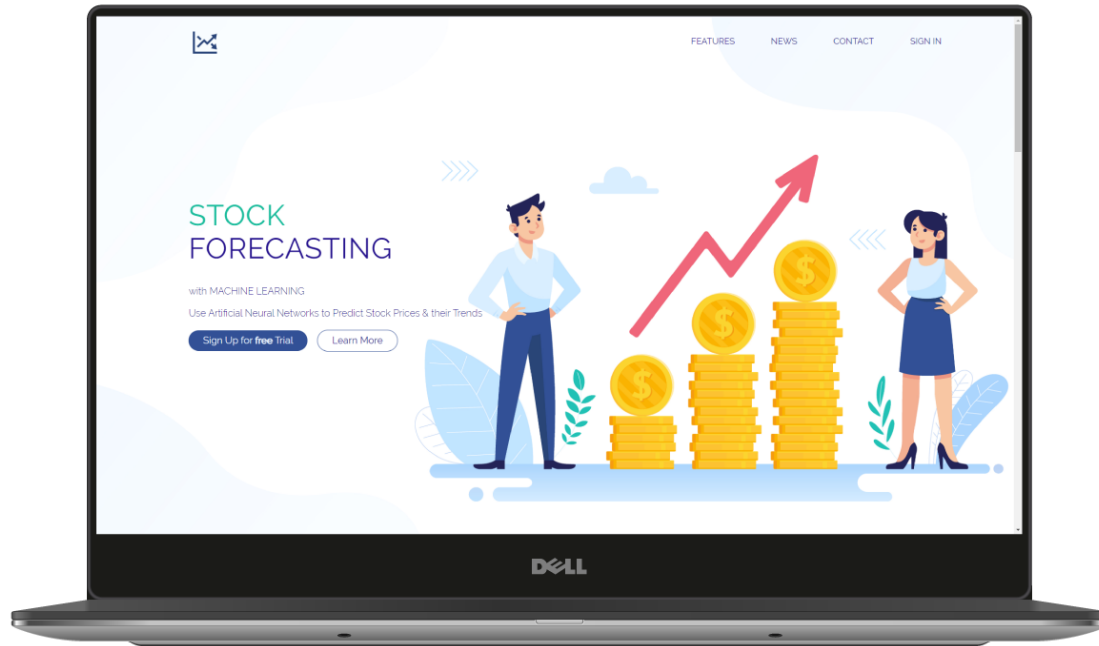 FEATURES NEWS CONTACT SIGN IN
STOCK
FORECASTING
with MACHINE LEARNING
Use Artificial Neural Networks to Predict Stock Prices & their Trends
Sign Up for free Trial Learn More
$
$
$
DELL